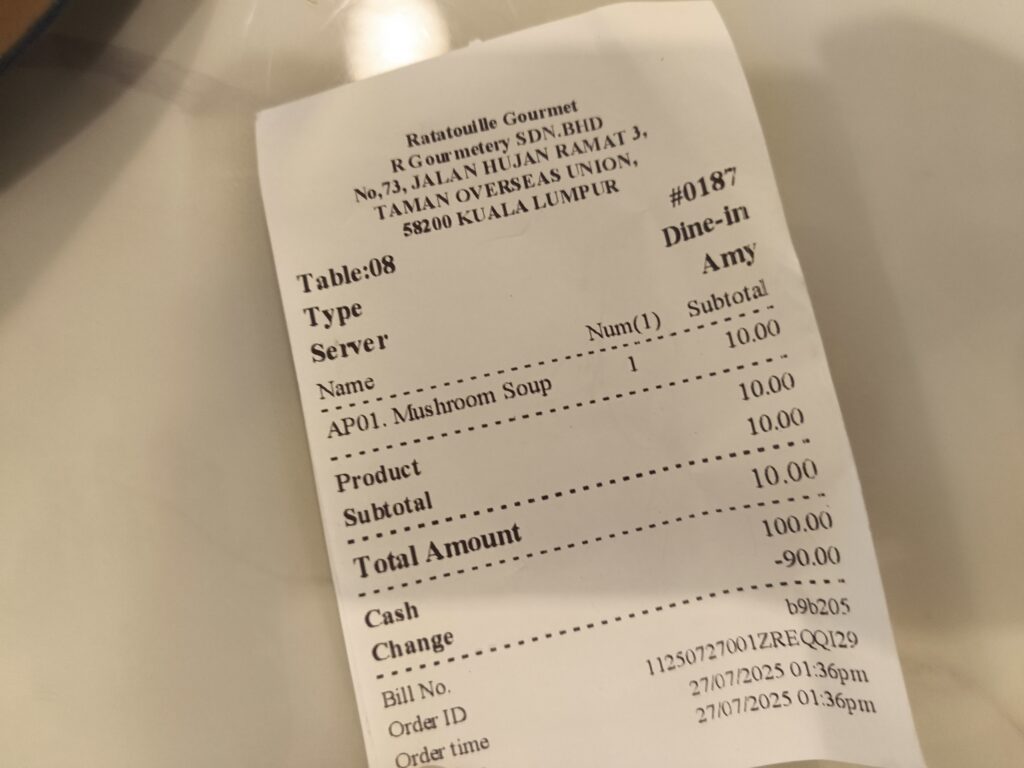 Ratatouille Gourmet
R Gourmetery SDN.BHD
No,73, JALAN HUJAN RAMAT 3,
TAMAN OVERSEAS UNION,
58200 KUALA LUMPUR
Table:08 #0187
Type Dine-in
Server Amy
Name Num(1) Subtotal
AP01. Mushroom Soup 1 10.00
Product 10.00
Subtotal 10.00
Total Amount 10.00
Cash 100.00
Change -90.00
Bill No. b9b205
Order ID 11250727001ZREQQI29
Order time 27/07/2025 01:36pm
27/07/2025 01:36pm